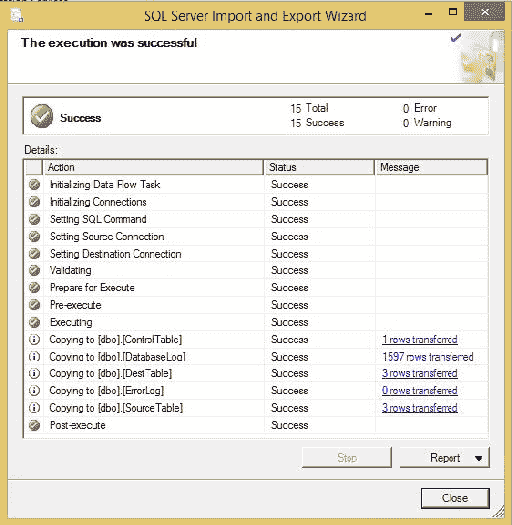 SQL Server Import and Export Wizard
The execution was successful
Success
15 Total 0 Error
15 Success 0 Warning
Details:
Action Status Message
Initializing Data Flow Task Success
Initializing Connections Success
Setting SQL Command Success
Setting Source Connection Success
Setting Destination Connection Success
Validating Success
Prepare for Execute Success
Pre-execute Success
Executing Success
Copying to [dbo].[ControlTable] Success 1 rows transferred
Copying to [dbo].[DatabaseLog] Success 1597 rows transferred
Copying to [dbo].[DestTable] Success 3 rows transferred
Copying to [dbo].[ErrorLog] Success 0 rows transferred
Copying to [dbo].[SourceTable] Success 3 rows transferred
Post-execute Success
Stop Report
Close